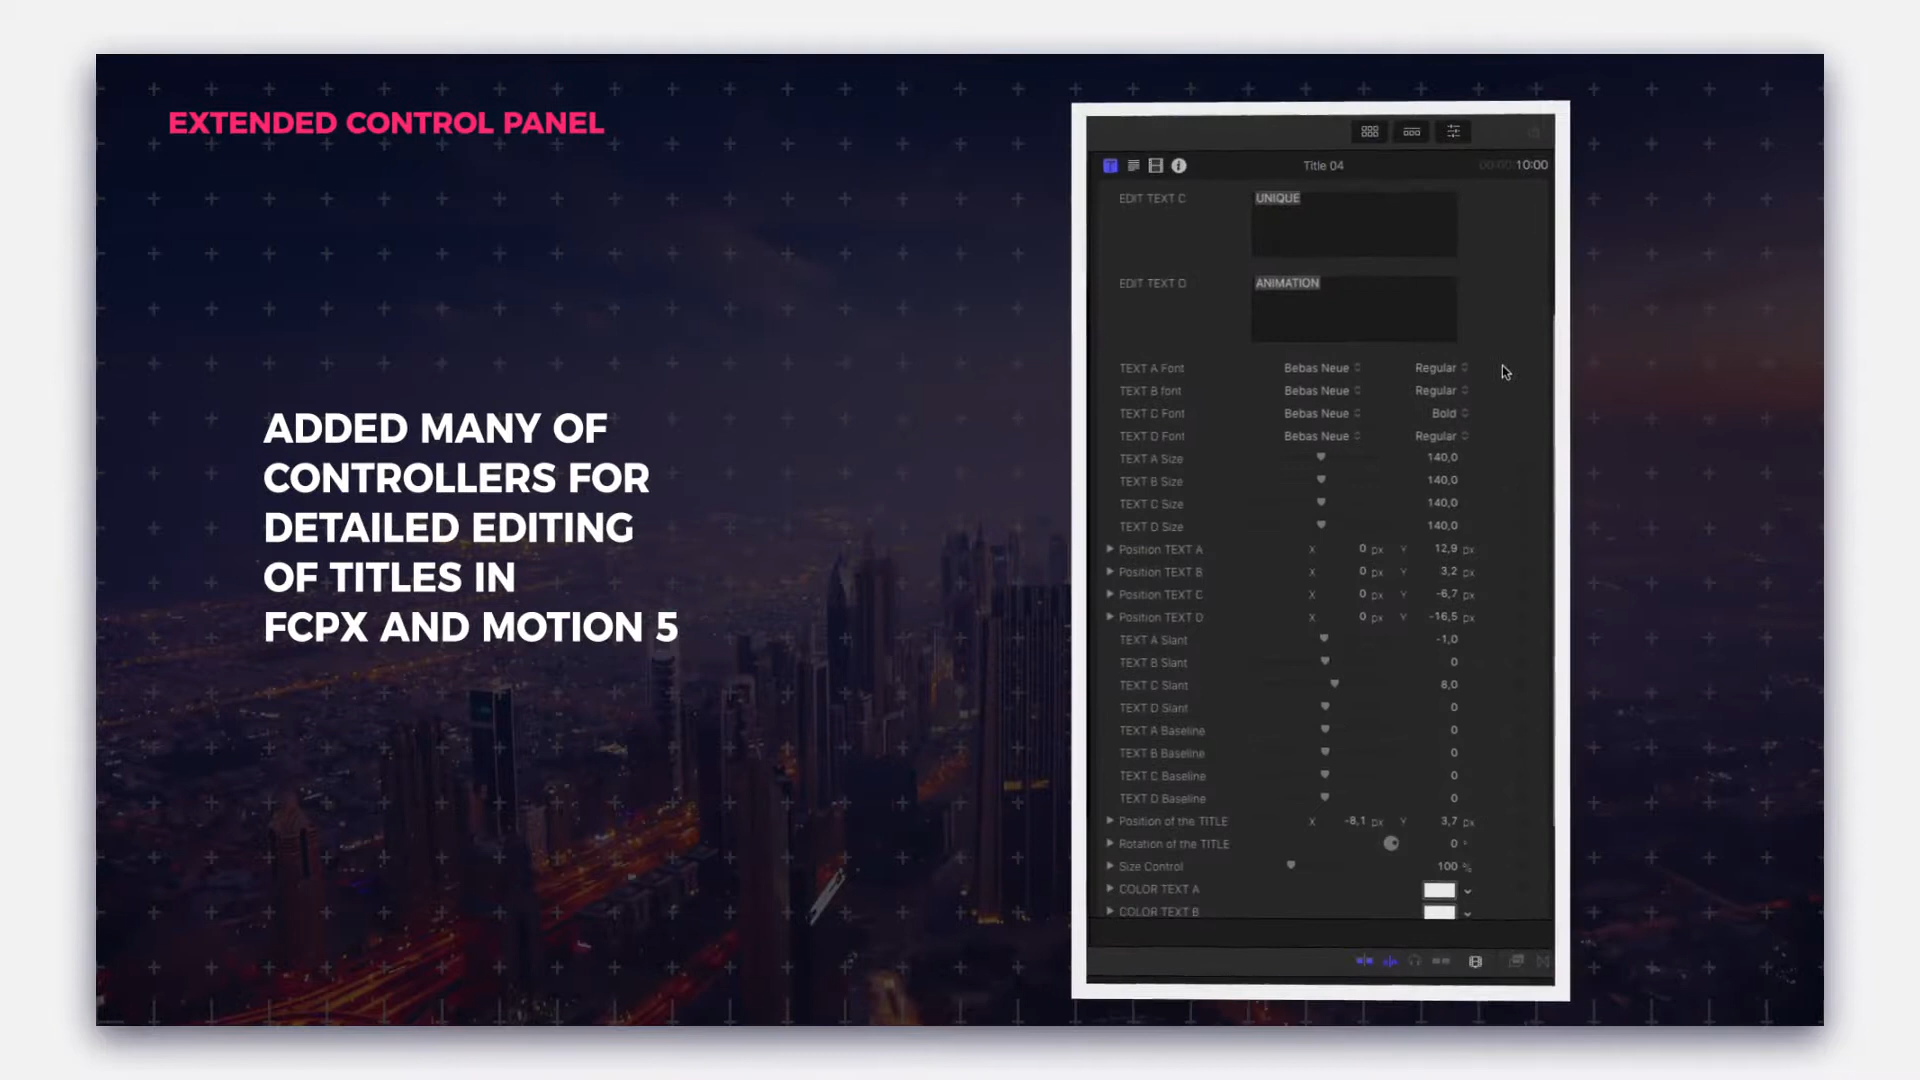 EXTENDED CONTROL PANEL
ADDED MANY OF
CONTROLLERS FOR
DETAILED EDITING
OF TITLES IN
FCPX AND MOTION 5
Title 04 00:00:10:00
EDIT TEXT C UNIQUE
EDIT TEXT D ANIMATION
TEXT A Font Bebas Neue Regular
TEXT B font Bebas Neue Regular
TEXT C Font Bebas Neue Bold
TEXT D Font Bebas Neue Regular
TEXT A Size 140,0
TEXT B Size 140,0
TEXT C Size 140,0
TEXT D Size 140,0
Position TEXT A X 0 px Y 12,9 px
Position TEXT B X 0 px Y 3,2 px
Position TEXT C X 0 px Y -6,7 px
Position TEXT D X 0 px Y -16,5 px
TEXT A Slant -1,0
TEXT B Slant 0
TEXT C Slant 8,0
TEXT D Slant 0
TEXT A Baseline 0
TEXT B Baseline 0
TEXT C Baseline 0
TEXT D Baseline 0
Position of the TITLE X -8,1 px Y 3,7 px
Rotation of the TITLE 0 °
Size Control 100 %
COLOR TEXT A
COLOR TEXT B